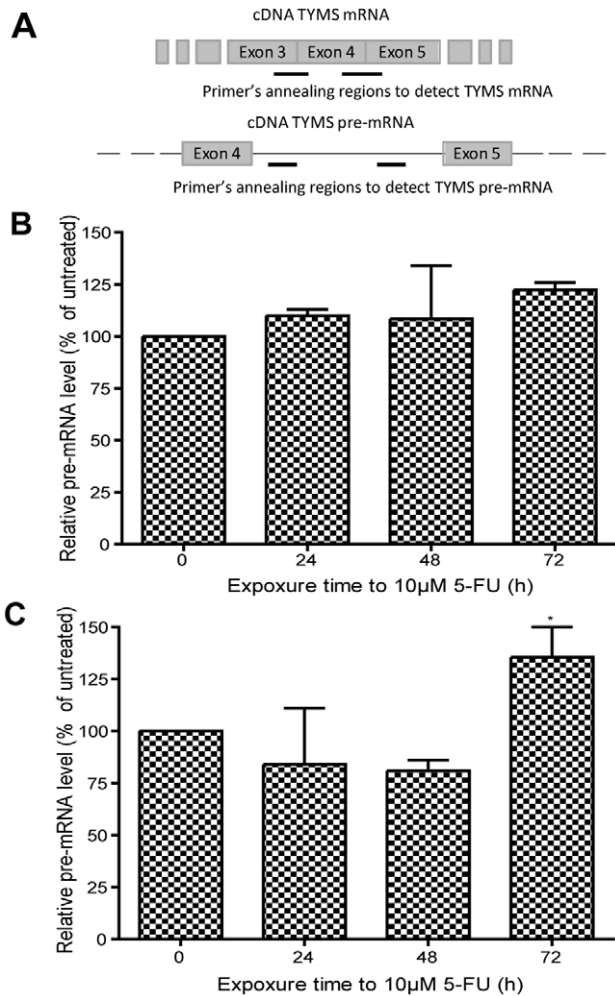 A
cDNA TYMS mRNA
Exon 3 Exon 4 Exon 5
Primer's annealing regions to detect TYMS mRNA
cDNA TYMS pre-mRNA
Exon 4 Exon 5
Primer's annealing regions to detect TYMS pre-mRNA
B
Relative pre-mRNA level (% of untreated)
150
125
100
75
50
25
0
0 24 48 72
Expoxure time to 10μM 5-FU (h)
C
Relative pre-mRNA level (% of untreated)
150
125
100
75
50
25
0
*
0 24 48 72
Expoxure time to 10μM 5-FU (h)